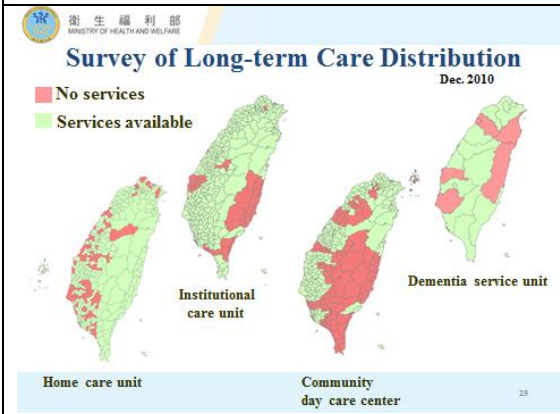 衛生福利部
MINISTRY OF HEALTH AND WELFARE
Survey of Long-term Care Distribution
Dec. 2010
No services
Services available
Institutional
care unit
Dementia service unit
Home care unit
Community
day care center
29